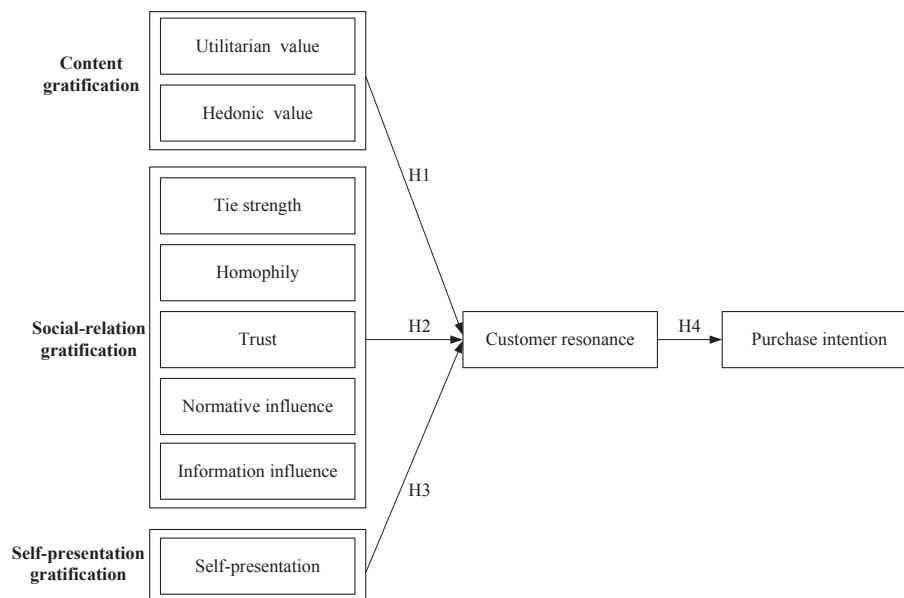 Content
gratification
Utilitarian value
Hedonic value
H1
Social-relation
gratification
Tie strength
Homophily
Trust
Normative influence
Information influence
H2
Customer resonance
H4
Purchase intention
H3
Self-presentation
gratification
Self-presentation